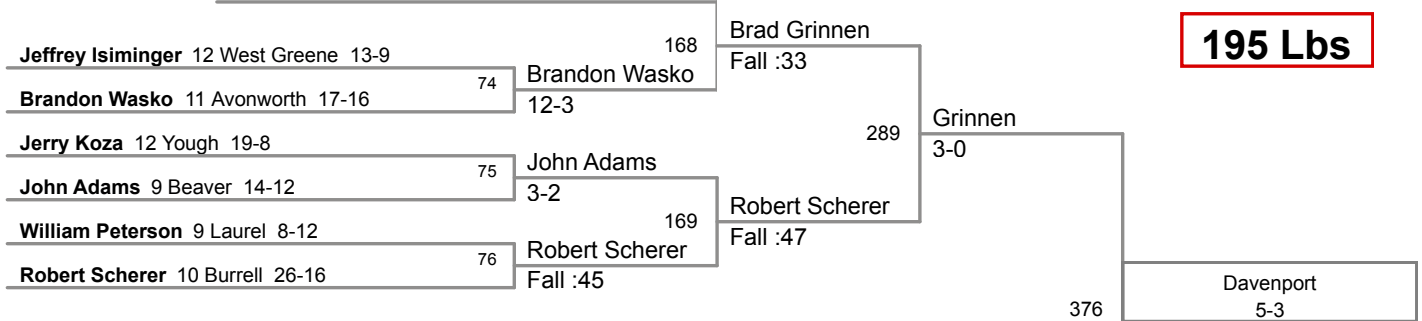 195 Lbs
Jeffrey Isiminger 12 West Greene 13-9
Brandon Wasko 11 Avonworth 17-16
Jerry Koza 12 Yough 19-8
John Adams 9 Beaver 14-12
William Peterson 9 Laurel 8-12
Robert Scherer 10 Burrell 26-16
74
Brandon Wasko
12-3
75
John Adams
3-2
76
Robert Scherer
Fall :45
168
Brad Grinnen
Fall :33
169
Robert Scherer
Fall :47
289
Grinnen
3-0
376
Davenport
5-3